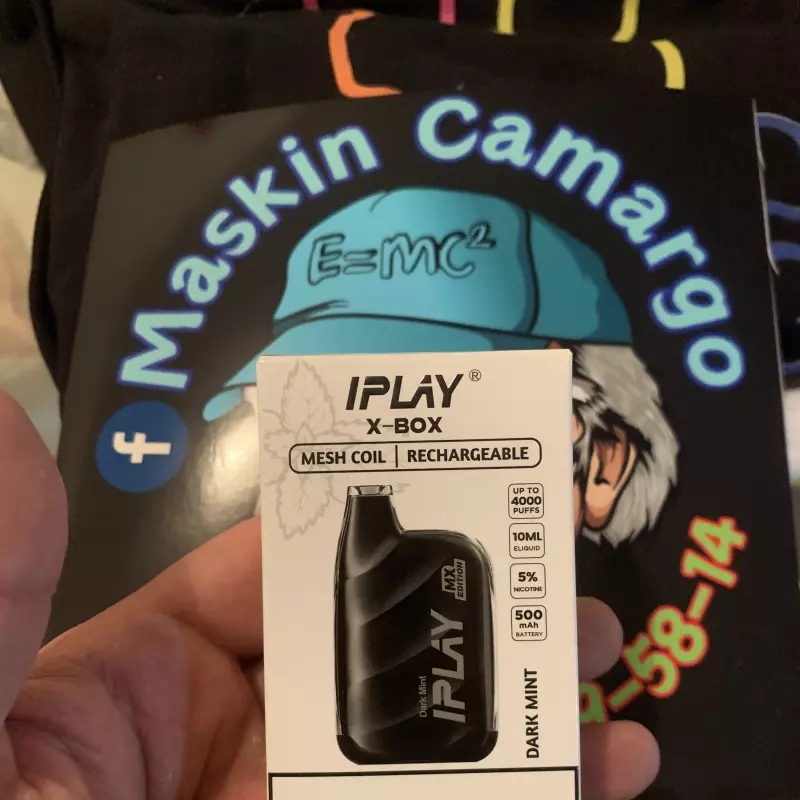 Maskin Camargo
f
E=mc²
IPLAY®
X-BOX
MESH COIL | RECHARGEABLE
UP TO
4000
PUFFS
10ML
ELIQUID
5%
NICOTINE
500
mAh
BATTERY
MX
EDITION
IPLAY
Dark Mint
DARK MINT
9-58-14